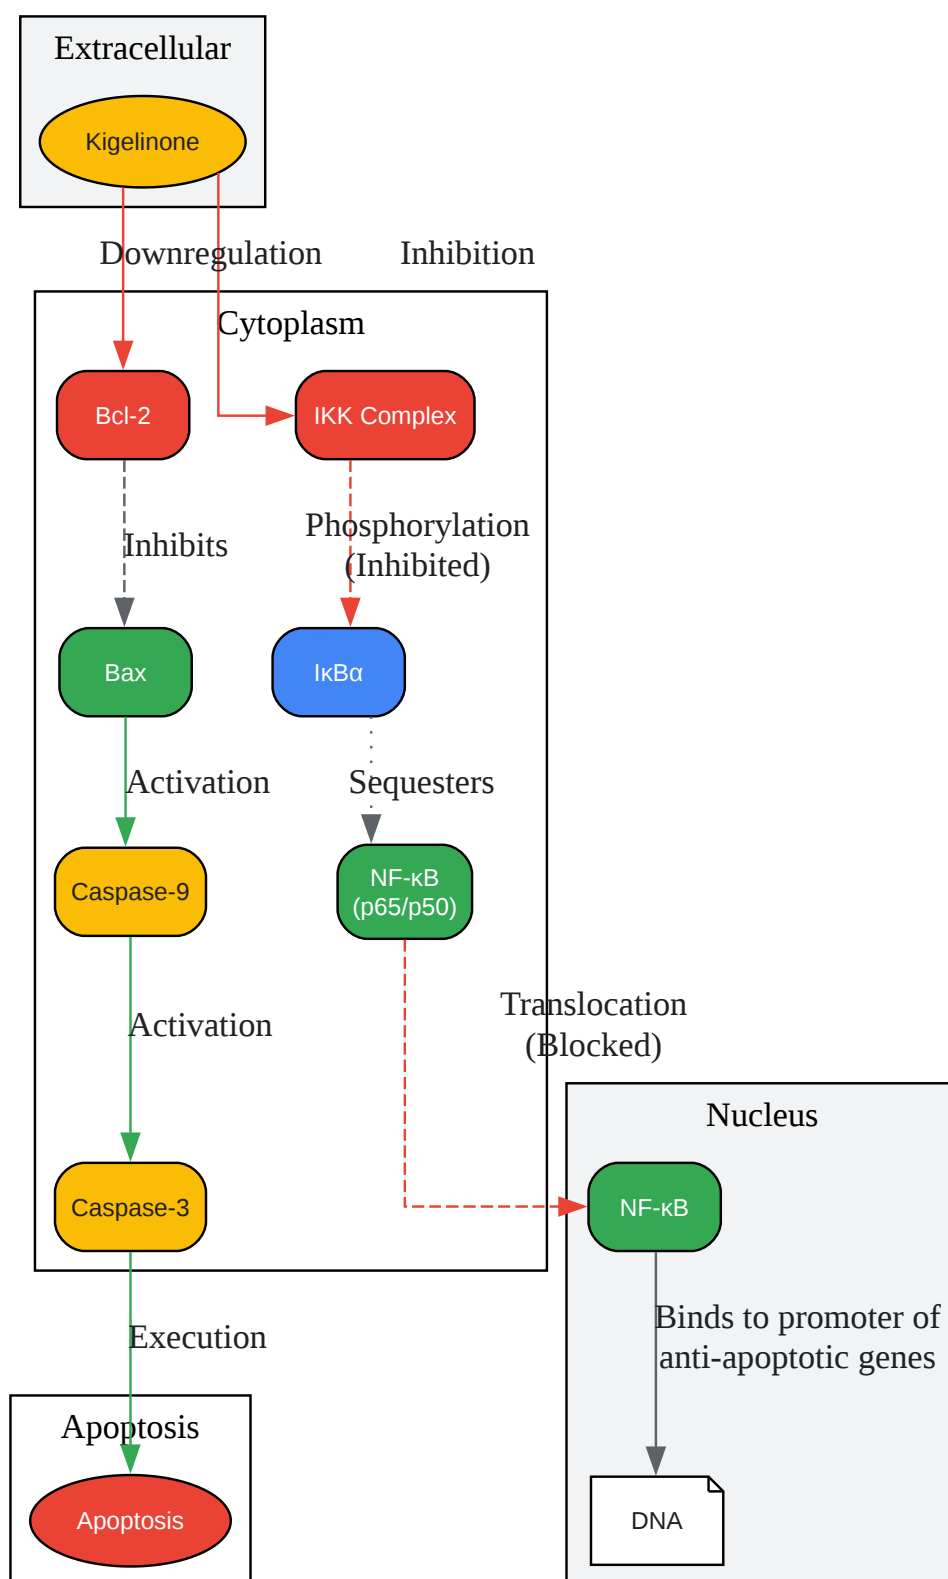 Extracellular
Kigelinone
Downregulation
Inhibition
Cytoplasm
Bcl-2
IKK Complex
Inhibits
Phosphorylation
(Inhibited)
Bax
IκBα
Activation
Sequesters
Caspase-9
NF-κB
(p65/p50)
Activation
Translocation
(Blocked)
Nucleus
Caspase-3
NF-κB
Execution
Binds to promoter of
anti-apoptotic genes
Apoptosis
Apoptosis
DNA